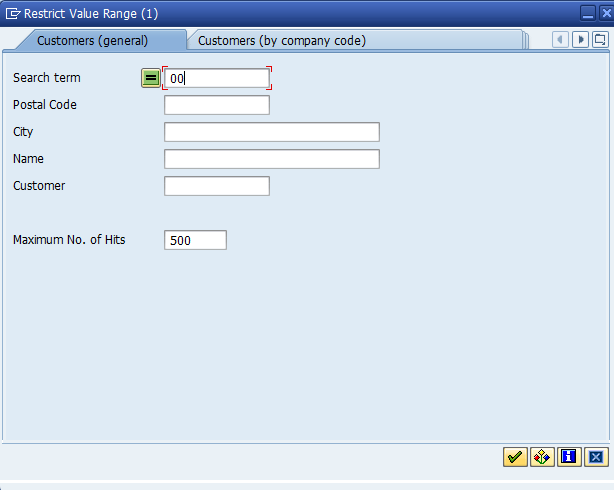 Restrict Value Range (1)
Customers (general) Customers (by company code)
Search term 00
Postal Code
City
Name
Customer
Maximum No. of Hits 500